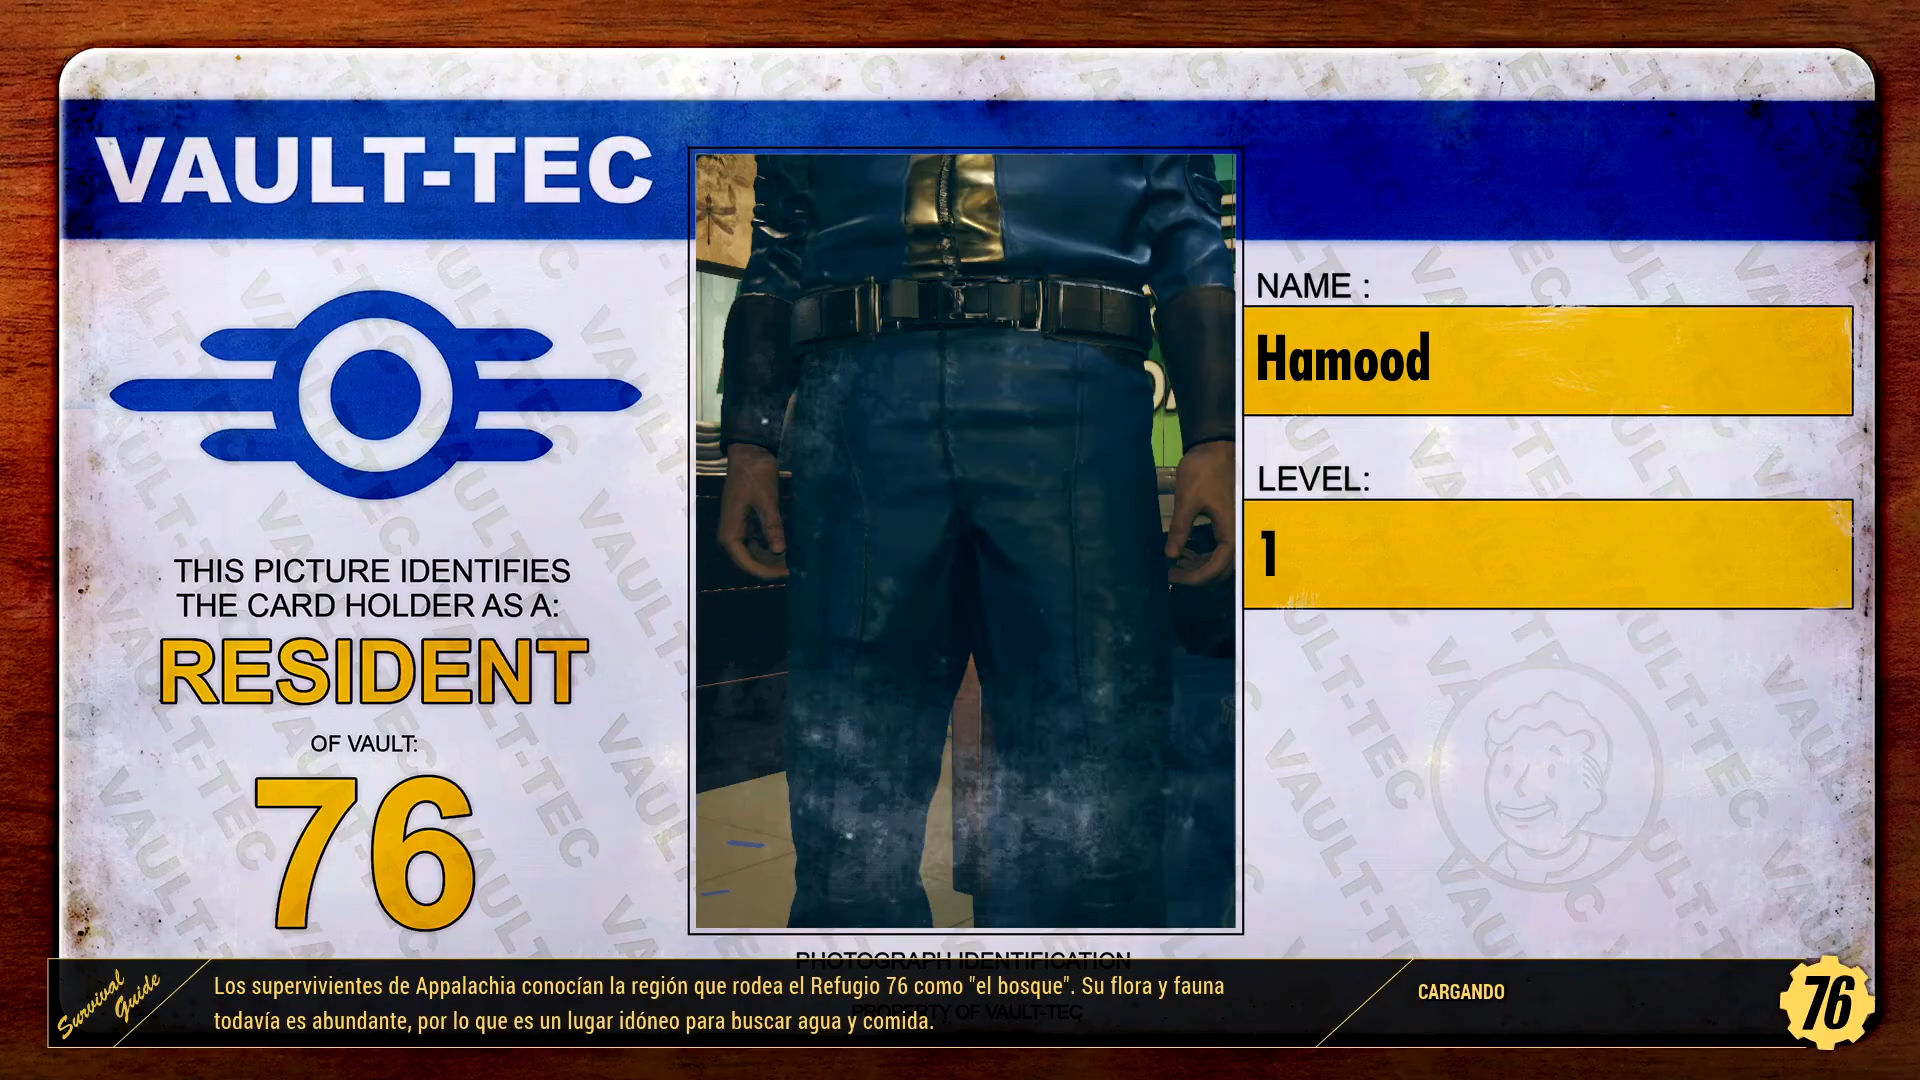 VAULT-TEC
THIS PICTURE IDENTIFIES
THE CARD HOLDER AS A:
RESIDENT
OF VAULT:
76
NAME :
Hamood
LEVEL:
1
PHOTOGRAPH IDENTIFICATION
PROPERTY OF VAULT-TEC
Survival
Guide
Los supervivientes de Appalachia conocían la región que rodea el Refugio 76 como "el bosque". Su flora y fauna
todavía es abundante, por lo que es un lugar idóneo para buscar agua y comida.
CARGANDO
76